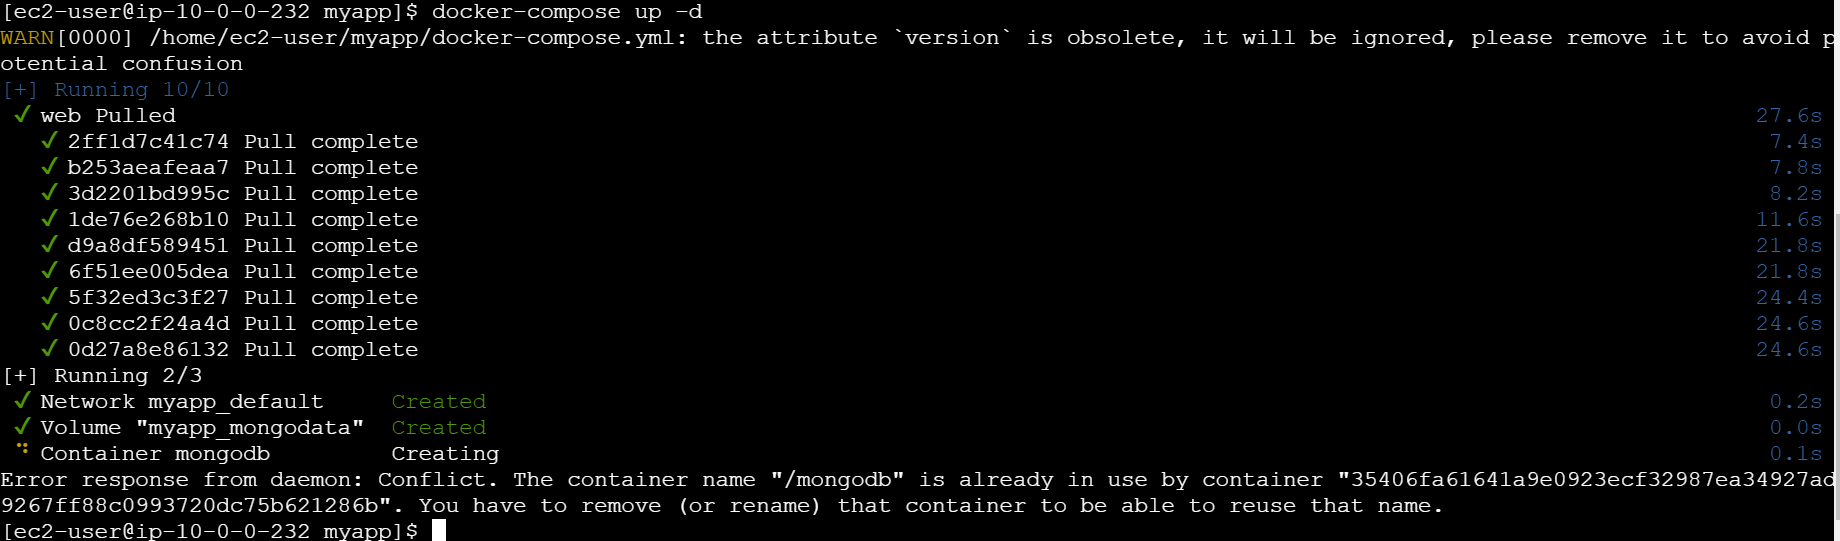 [ec2-user@ip-10-0-0-232 myapp]$ docker-compose up -d
WARN[0000] /home/ec2-user/myapp/docker-compose.yml: the attribute `version` is obsolete, it will be ignored, please remove it to avoid p
otential confusion
[+] Running 10/10
✓ web Pulled 27.6s
✓ 2ff1d7c41c74 Pull complete 7.4s
✓ b253aeafeaa7 Pull complete 7.8s
✓ 3d2201bd995c Pull complete 8.2s
✓ 1de76e268b10 Pull complete 11.6s
✓ d9a8df589451 Pull complete 21.8s
✓ 6f51ee005dea Pull complete 21.8s
✓ 5f32ed3c3f27 Pull complete 24.4s
✓ 0c8cc2f24a4d Pull complete 24.6s
✓ 0d27a8e86132 Pull complete 24.6s
[+] Running 2/3
✓ Network myapp_default Created 0.2s
✓ Volume "myapp_mongodata" Created 0.0s
⠙ Container mongodb Creating 0.1s
Error response from daemon: Conflict. The container name "/mongodb" is already in use by container "35406fa61641a9e0923ecf32987ea34927ad
9267ff88c0993720dc75b621286b". You have to remove (or rename) that container to be able to reuse that name.
[ec2-user@ip-10-0-0-232 myapp]$